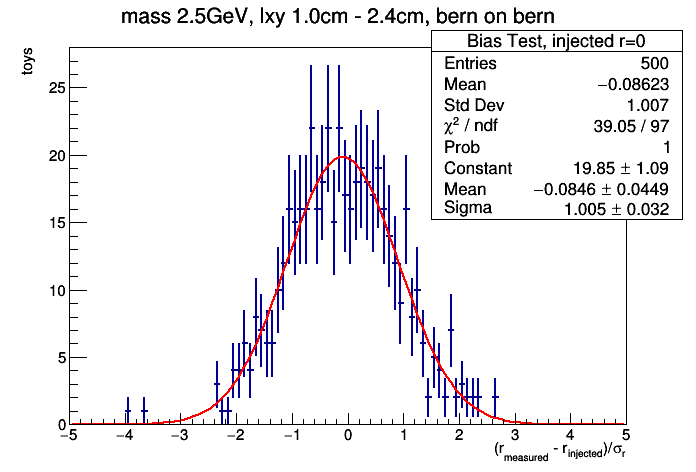 mass 2.5GeV, lxy 1.0cm - 2.4cm, bern on bern
Bias Test, injected r=0
Entries 500
Mean −0.08623
Std Dev 1.007
χ² / ndf 39.05 / 97
Prob 1
Constant 19.85 ± 1.09
Mean −0.0846 ± 0.0449
Sigma 1.005 ± 0.032
toys
25
20
15
10
5
0
−5 −4 −3 −2 −1 0 1 2 3 4 5
(r_measured - r_injected)/σ_r